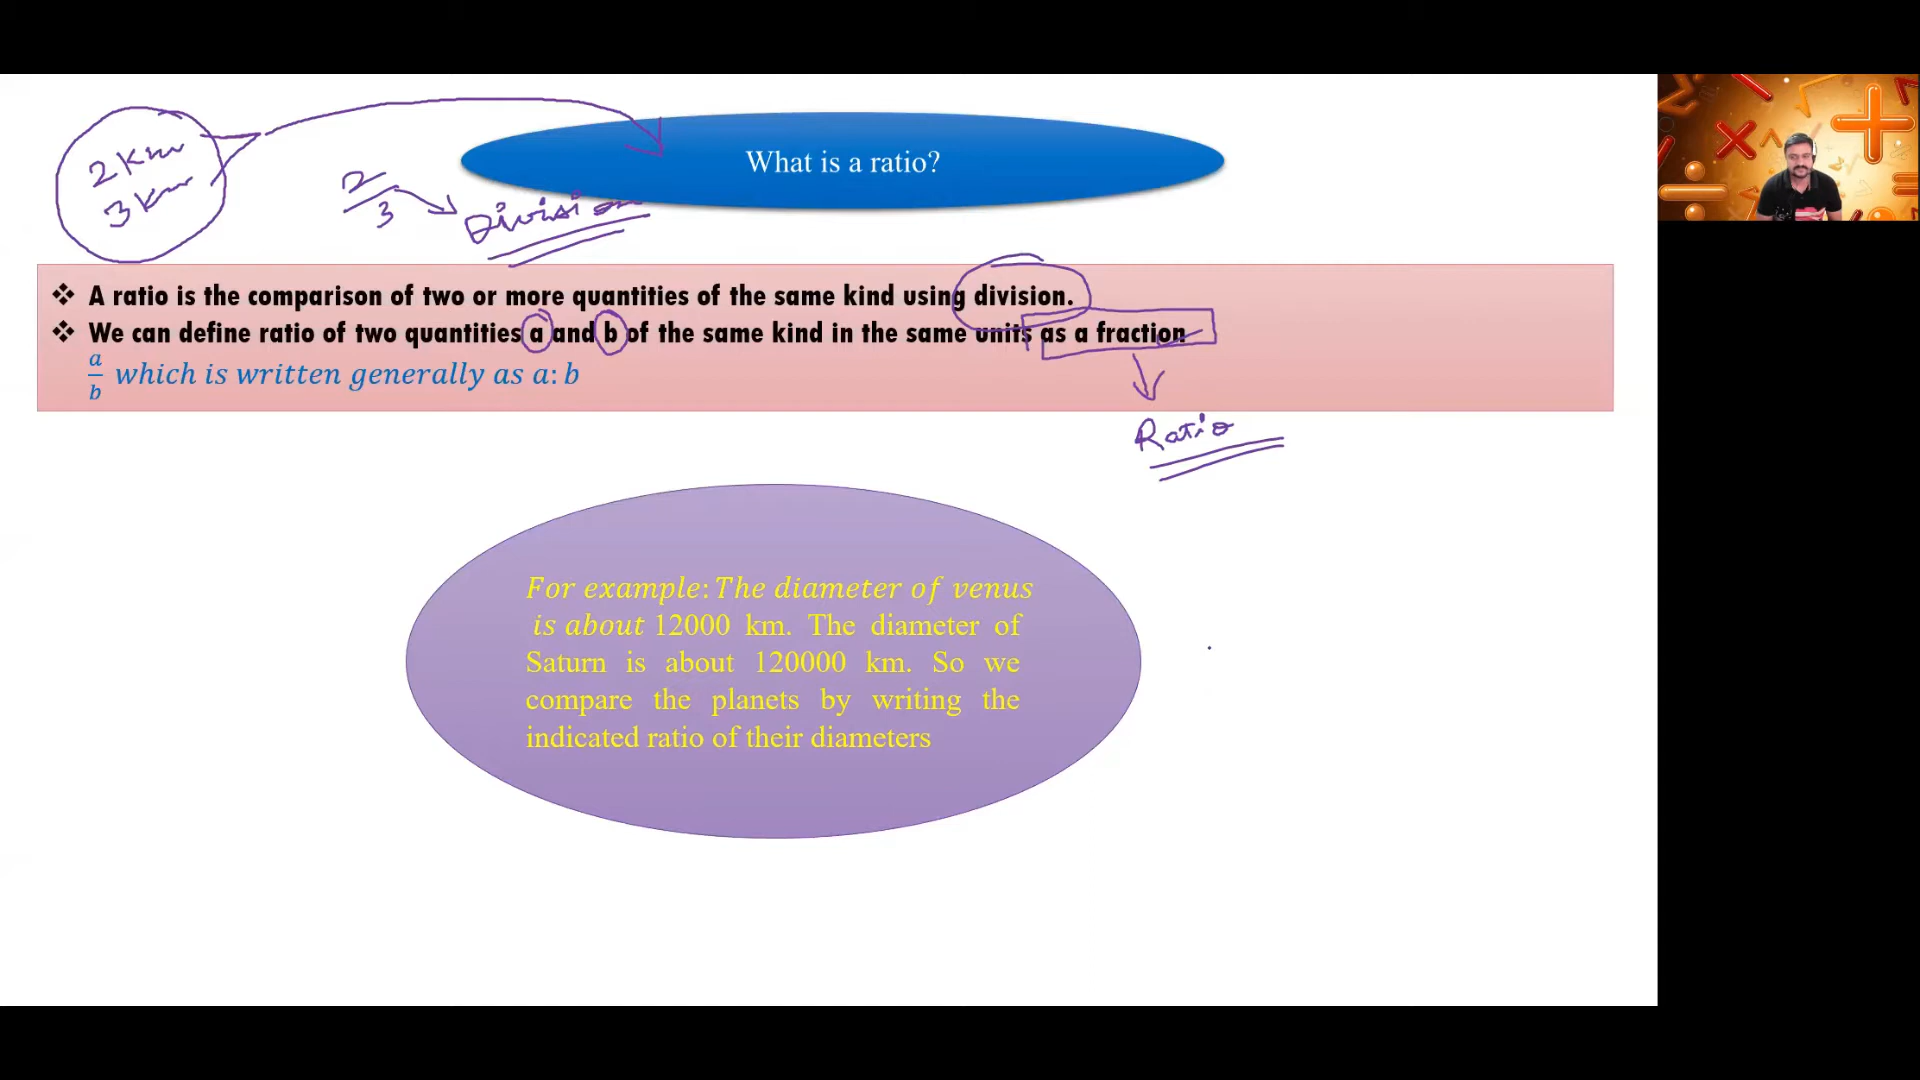 2 Km
3 Km
2/3
Division
What is a ratio?
❖ A ratio is the comparison of two or more quantities of the same kind using division.
❖ We can define ratio of two quantities a and b of the same kind in the same units as a fraction
a/b which is written generally as a: b
Ratio
For example: The diameter of venus
is about 12000 km. The diameter of
Saturn is about 120000 km. So we
compare the planets by writing the
indicated ratio of their diameters